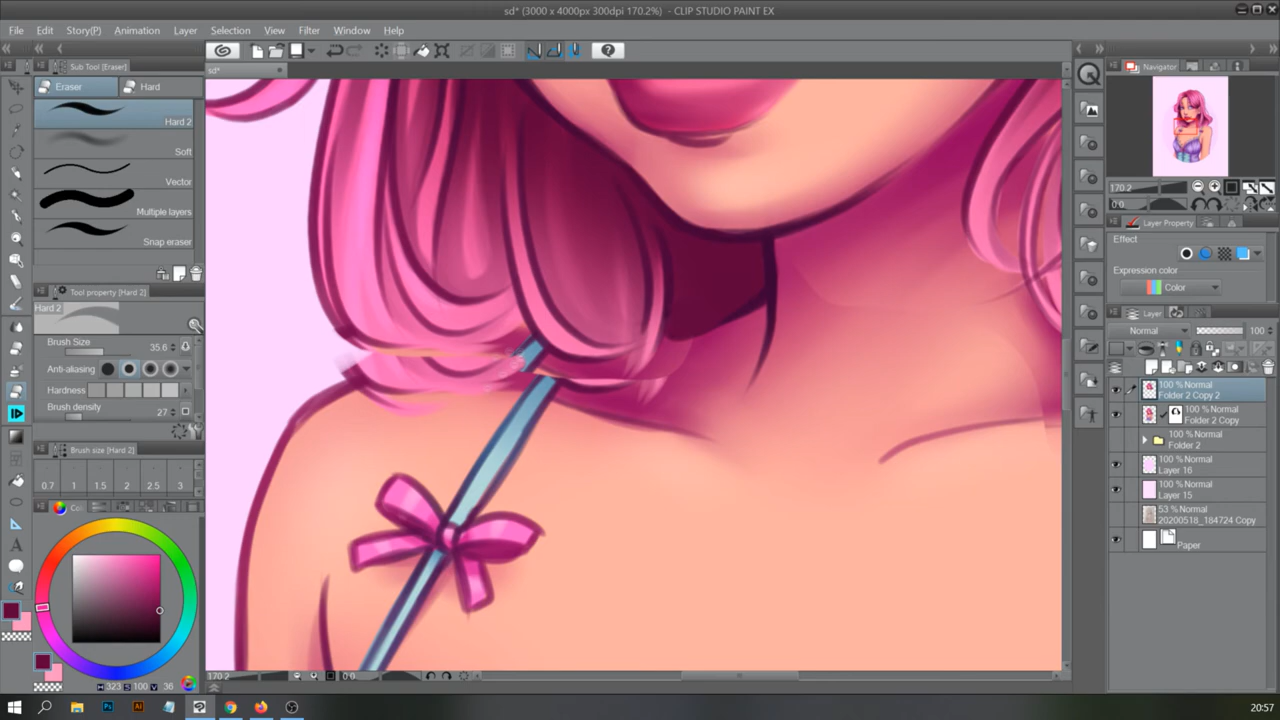 sd* (3000 x 4000px 300dpi 170.2%) - CLIP STUDIO PAINT EX
File Edit Story(P) Animation Layer Selection View Filter Window Help
Sub Tool [Eraser]
sd*
Navigator
Eraser Hard
Hard 2
Soft
Vector
Multiple layers
Snap eraser
170.2
0.0
Layer Property
Effect
Expression color
Color
Tool property [Hard 2]
Hard 2
Brush Size 35.6
Anti-aliasing
Hardness
Brush density 27
Layer
Normal 100
100 % Normal
Folder 2 Copy 2
100 % Normal
Folder 2 Copy
100 % Normal
Folder 2
100 % Normal
Layer 16
100 % Normal
Layer 15
53 % Normal
20200518_184724 Copy
Paper
Brush size [Hard 2]
0.7 1 1.5 2 2.5 3
H 323 S 100 V 36
170.2 0.0
20:57